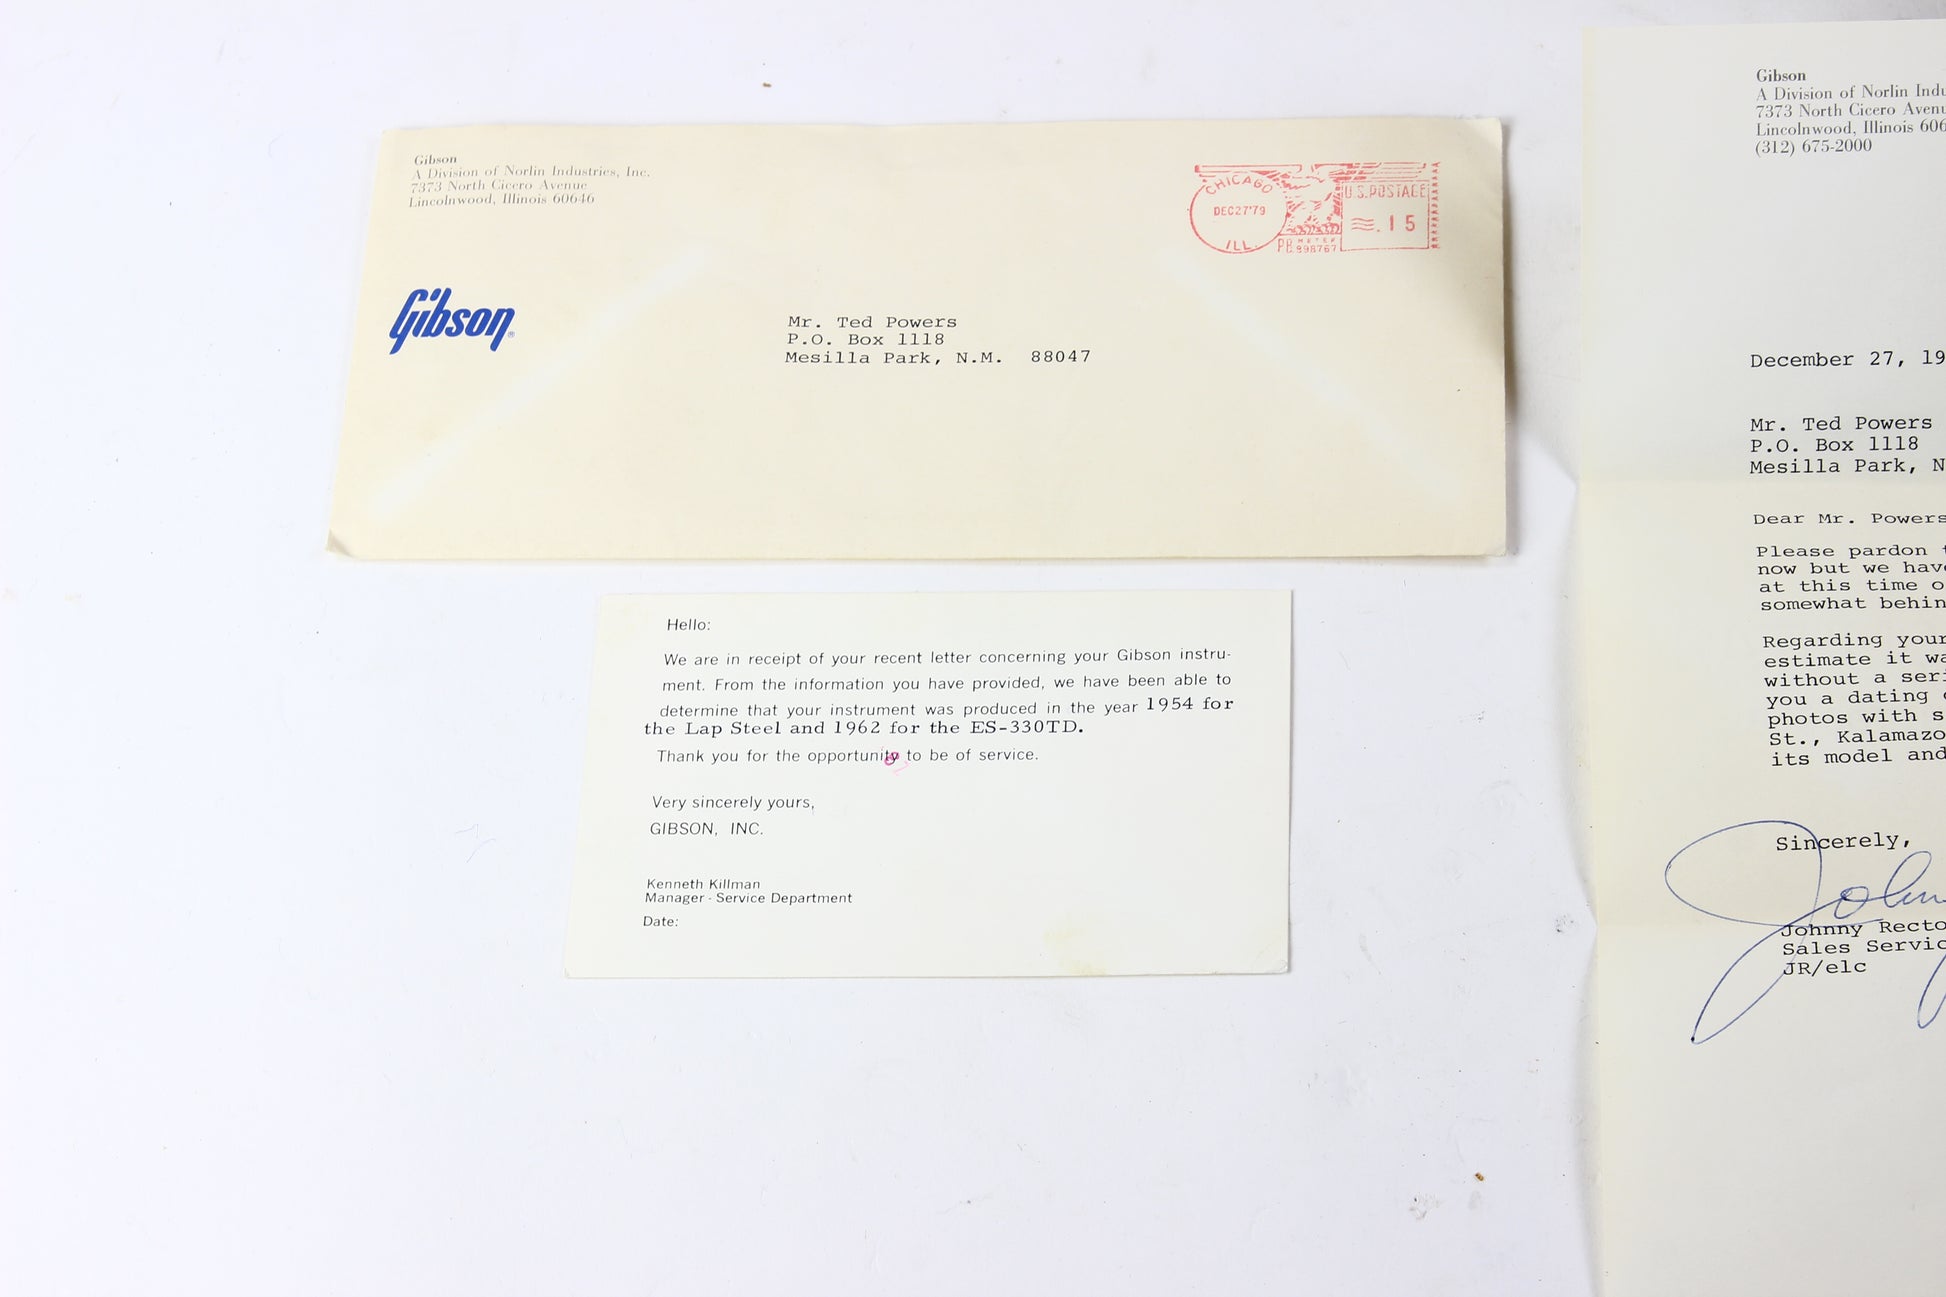 Gibson
A Division of Norlin Industries, Inc.
7373 North Cicero Avenue
Lincolnwood, Illinois 60646
Gibson®
CHICAGO
DEC27'79
ILL.
U.S.POSTAGE
.15
PB METER
898767
Mr. Ted Powers
P.O. Box 1118
Mesilla Park, N.M. 88047
Hello:
We are in receipt of your recent letter concerning your Gibson instru-
ment. From the information you have provided, we have been able to
determine that your instrument was produced in the year 1954 for
the Lap Steel and 1962 for the ES-330TD.
Thank you for the opportunity to be of service.
Very sincerely yours,
GIBSON, INC.
Kenneth Killman
Manager - Service Department
Date:
Gibson
A Division of Norlin Indu
7373 North Cicero Avenu
Lincolnwood, Illinois 606
(312) 675-2000
December 27, 19
Mr. Ted Powers
P.O. Box 1118
Mesilla Park, N
Dear Mr. Powers
Please pardon t
now but we have
at this time o
somewhat behin
Regarding your
estimate it wa
without a seri
you a dating
photos with s
St., Kalamazo
its model and
Sincerely,
John
Johnny Recto
Sales Servic
JR/elc